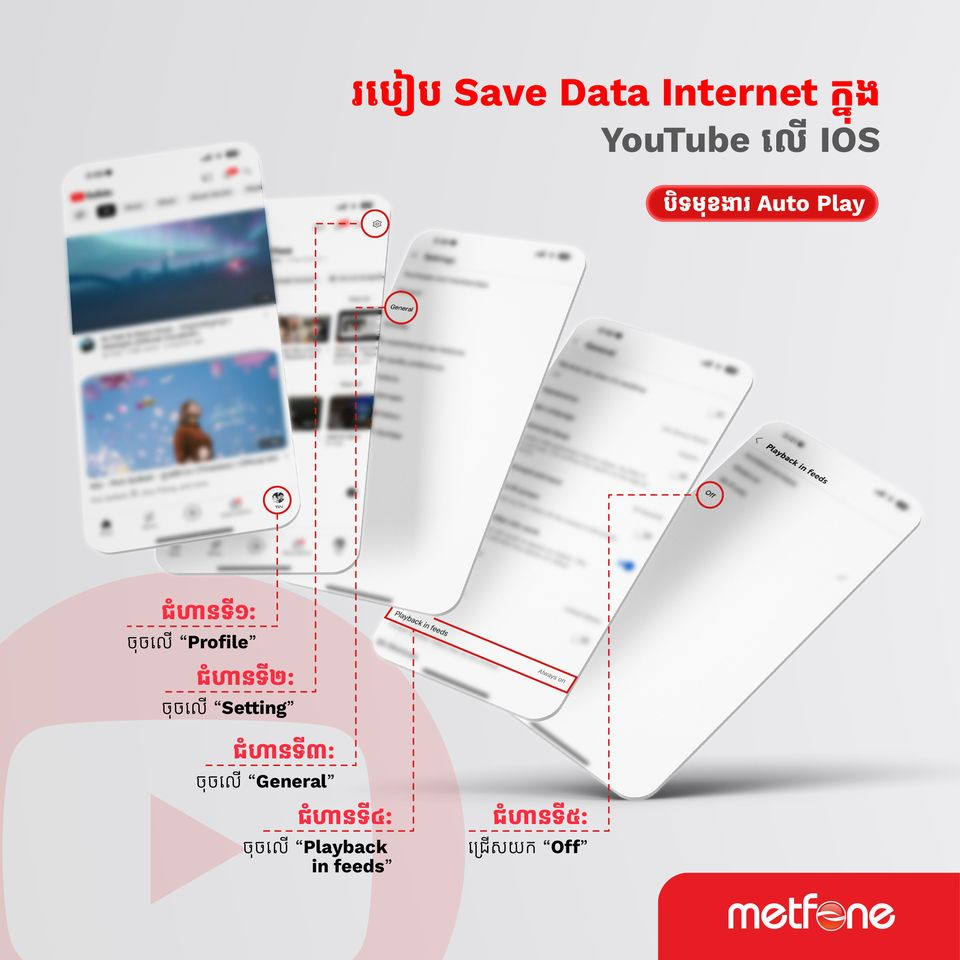 របៀប Save Data Internet ក្នុង
YouTube លើ IOS
បិទមុខងារ Auto Play
General
You
Playback in feeds
Off
Playback in feeds
Always on
ជំហានទី១:
ចុចលើ “Profile”
ជំហានទី២:
ចុចលើ “Setting”
ជំហានទី៣:
ចុចលើ “General”
ជំហានទី៤:
ចុចលើ “Playback
in feeds”
ជំហានទី៥:
ជ្រើសយក “Off”
metfone